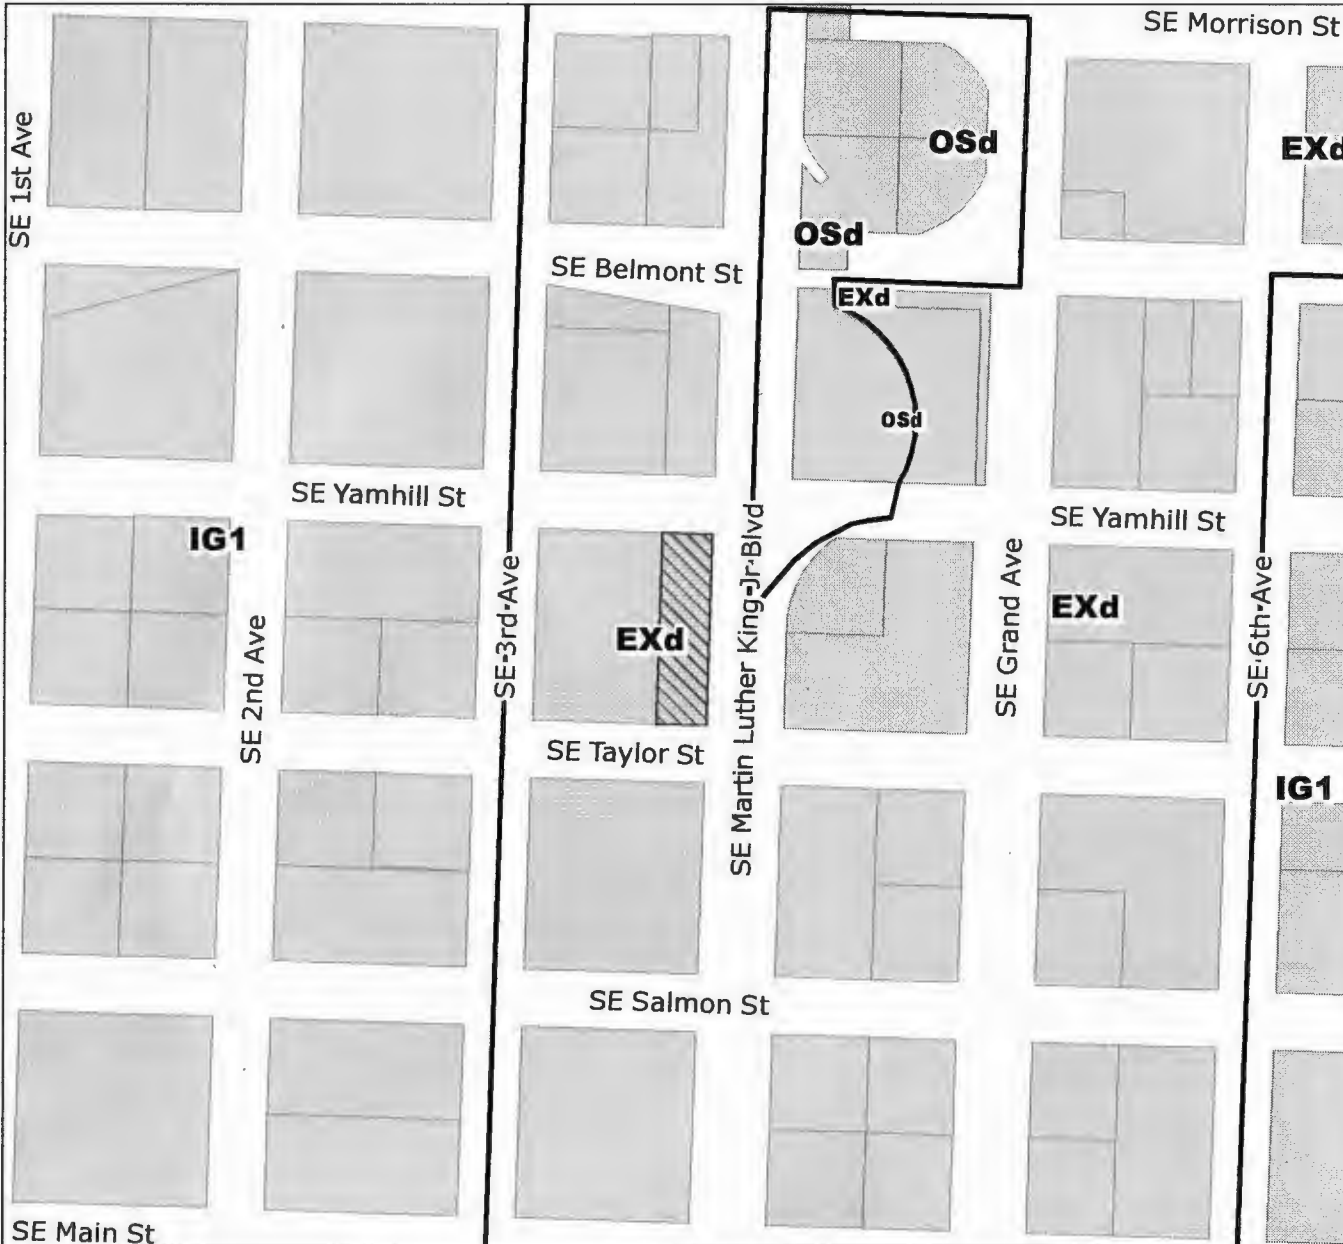 SE Morrison St
SE 1st Ave
OSd
EXd
OSd
SE Belmont St
EXd
OSd
SE Yamhill St
SE Yamhill St
IG1
SE 2nd Ave
SE 3rd Ave
EXd
SE Martin Luther King Jr Blvd
SE Grand Ave
EXd
SE 6th Ave
SE Taylor St
IG1
SE Salmon St
SE Main St